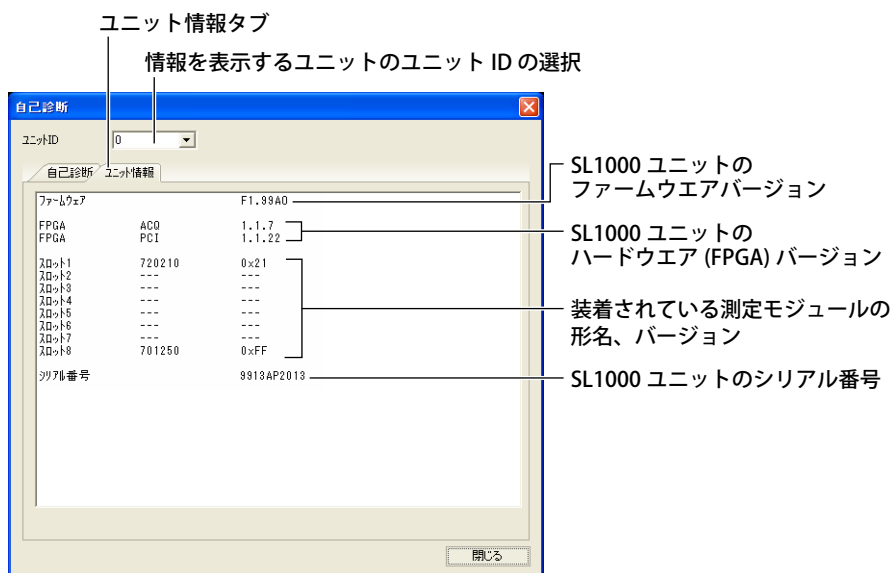 ユニット情報タブ
情報を表示するユニットのユニット ID の選択
自己診断
ユニットID 0
自己診断 ユニット情報
ファームウェア F1.99A0
FPGA ACQ 1.1.7
FPGA PCI 1.1.22
スロット1 720210 0x21
スロット2 --- ---
スロット3 --- ---
スロット4 --- ---
スロット5 --- ---
スロット6 --- ---
スロット7 --- ---
スロット8 701250 0xFF
シリアル番号 9913AP2013
閉じる
SL1000 ユニットの
ファームウエアバージョン
SL1000 ユニットの
ハードウエア (FPGA) バージョン
装着されている測定モジュールの
形名、バージョン
SL1000 ユニットのシリアル番号